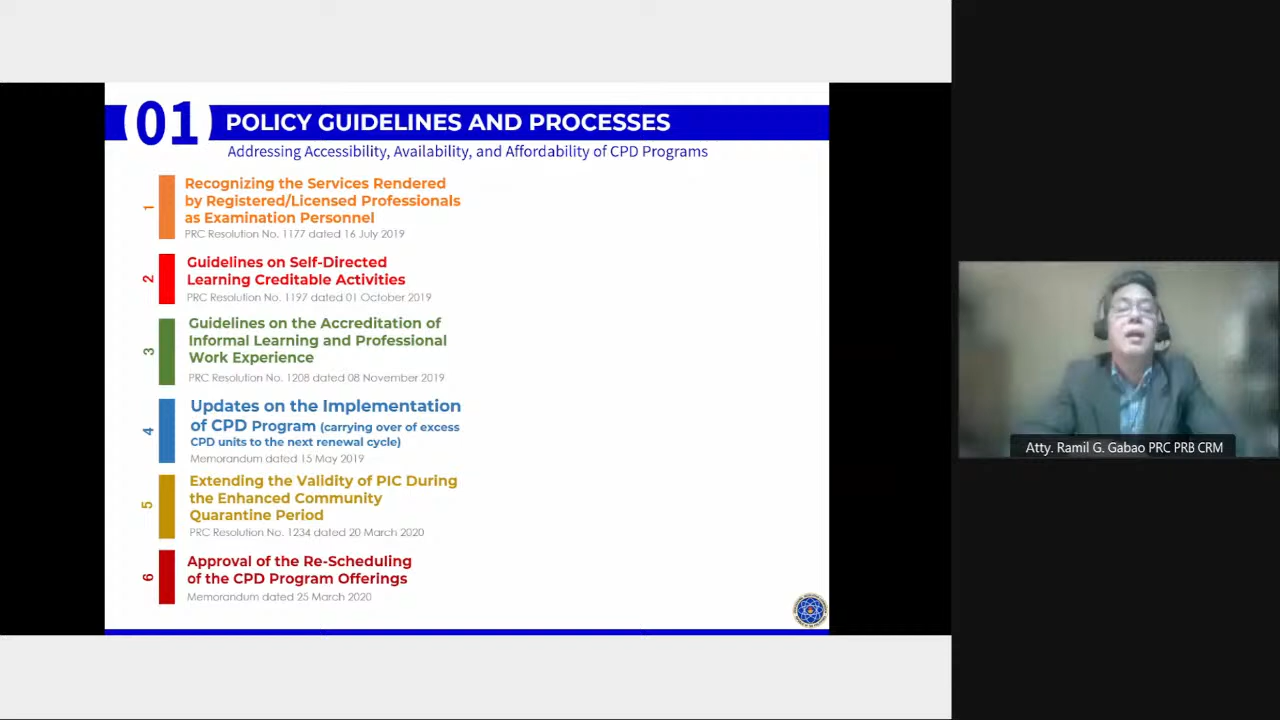 01
POLICY GUIDELINES AND PROCESSES
Addressing Accessibility, Availability, and Affordability of CPD Programs
1
Recognizing the Services Rendered
by Registered/Licensed Professionals
as Examination Personnel
PRC Resolution No. 1177 dated 16 July 2019
2
Guidelines on Self-Directed
Learning Creditable Activities
PRC Resolution No. 1197 dated 01 October 2019
3
Guidelines on the Accreditation of
Informal Learning and Professional
Work Experience
PRC Resolution No. 1208 dated 08 November 2019
4
Updates on the Implementation
of CPD Program (carrying over of excess
CPD units to the next renewal cycle)
Memorandum dated 15 May 2019
5
Extending the Validity of PIC During
the Enhanced Community
Quarantine Period
PRC Resolution No. 1234 dated 20 March 2020
6
Approval of the Re-Scheduling
of the CPD Program Offerings
Memorandum dated 25 March 2020
Atty. Ramil G. Gabao PRC PRB CRM